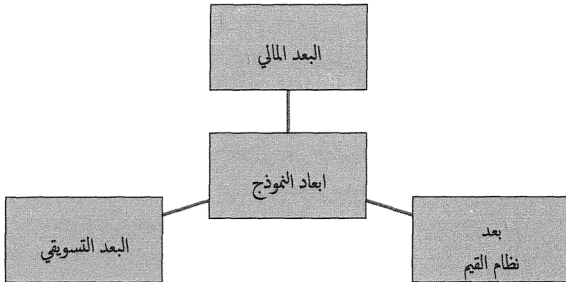 البعد المالي
ابعاد النموذج
بعد
نظام القيم
البعد التسويقي